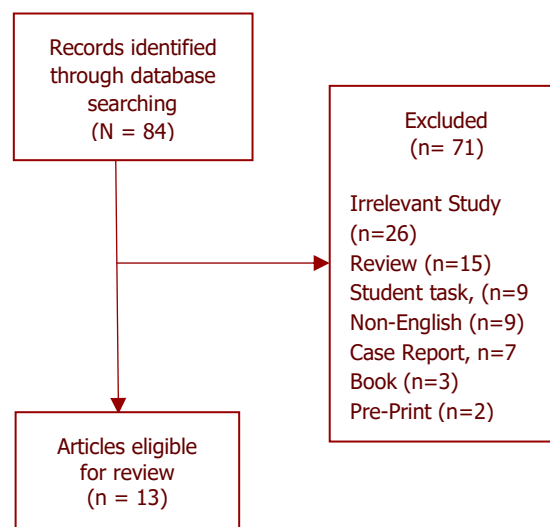 Records identified
through database
searching
(N = 84)
Excluded
(n= 71)
Irrelevant Study
(n=26)
Review (n=15)
Student task, (n=9
Non-English (n=9)
Case Report, n=7
Book (n=3)
Pre-Print (n=2)
Articles eligible
for review
(n = 13)